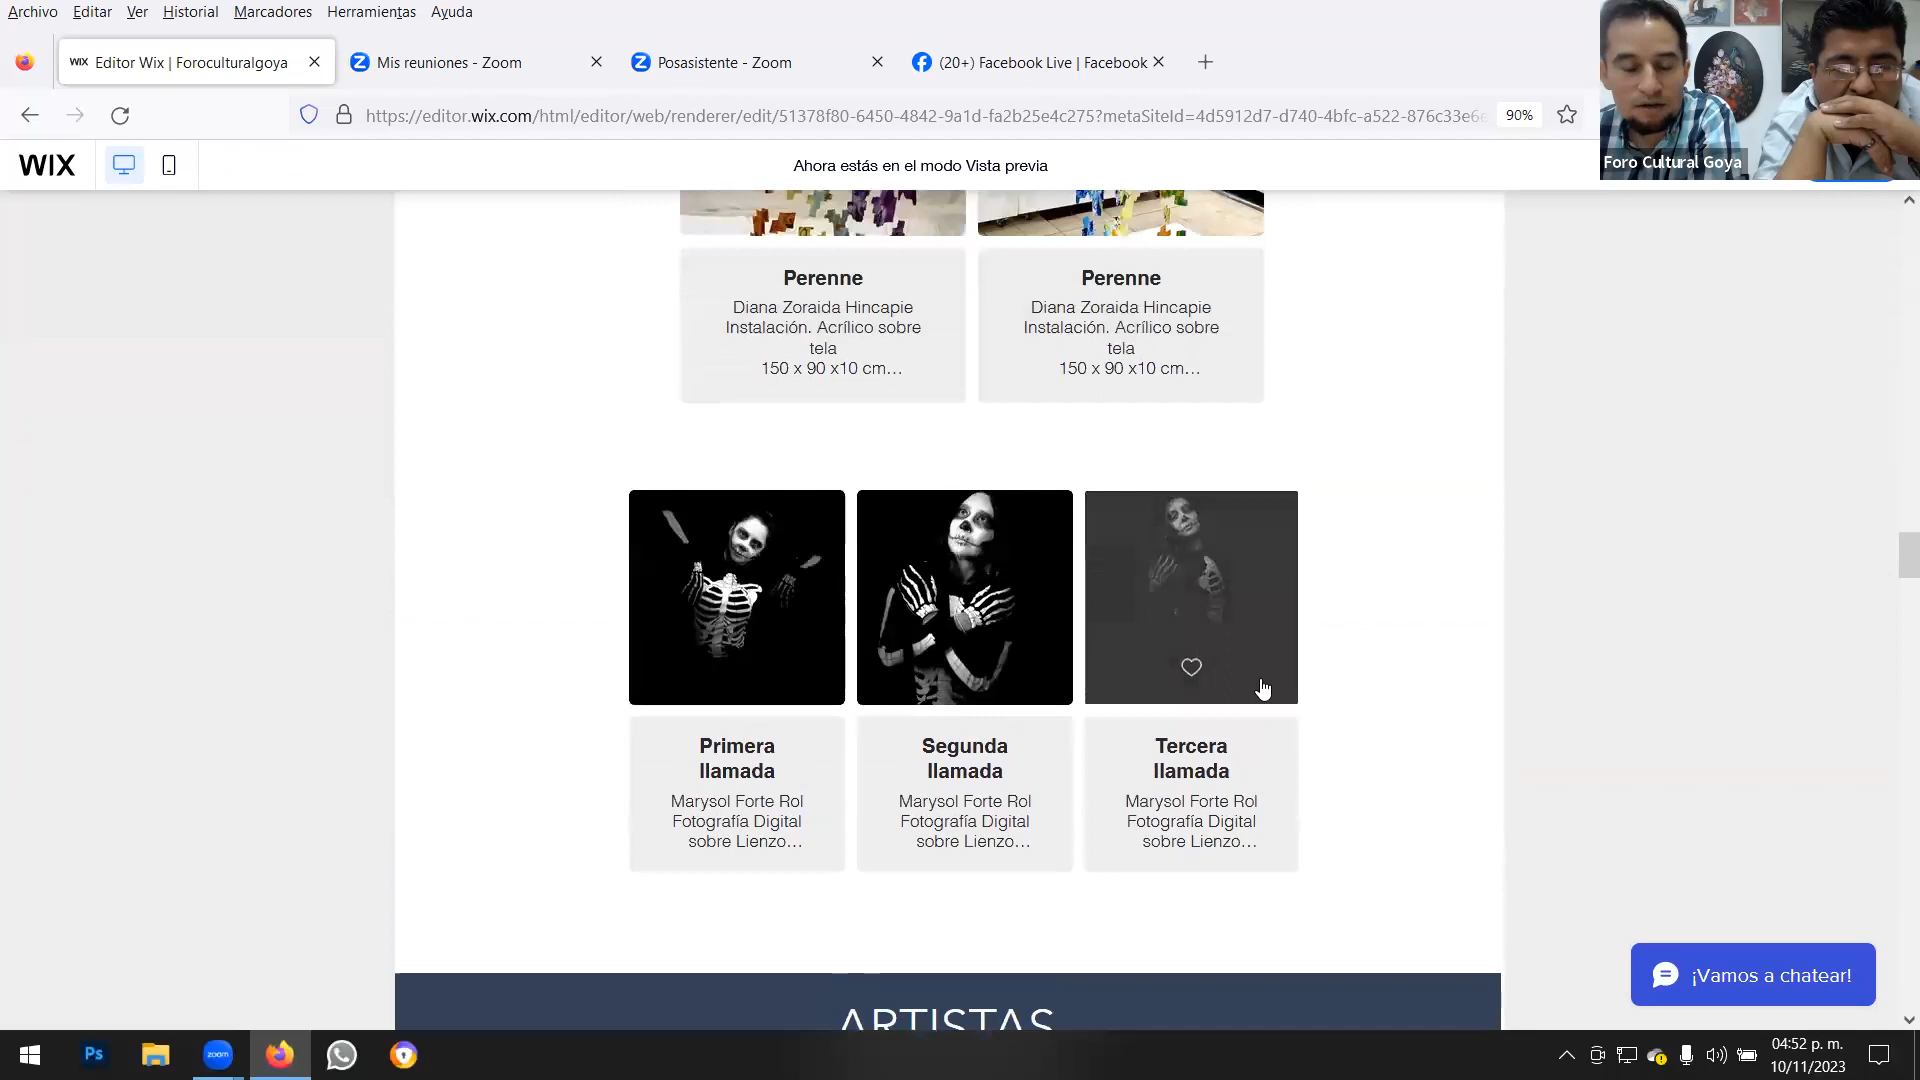 Archivo Editar Ver Historial Marcadores Herramientas Ayuda
WIX Editor Wix | Foroculturalgoya
Mis reuniones - Zoom
Posasistente - Zoom
(20+) Facebook Live | Facebook
https://editor.wix.com/html/editor/web/renderer/edit/51378f80-6450-4842-9a1d-fa2b25e4c275?metaSiteId=4d5912d7-d740-4bfc-a522-876c33e6e
90%
Foro Cultural Goya
WIX
Ahora estás en el modo Vista previa
Perenne
Diana Zoraida Hincapie
Instalación. Acrílico sobre
tela
150 x 90 x10 cm…
Perenne
Diana Zoraida Hincapie
Instalación. Acrílico sobre
tela
150 x 90 x10 cm…
Primera
llamada
Marysol Forte Rol
Fotografía Digital
sobre Lienzo…
Segunda
llamada
Marysol Forte Rol
Fotografía Digital
sobre Lienzo…
Tercera
llamada
Marysol Forte Rol
Fotografía Digital
sobre Lienzo…
¡Vamos a chatear!
ARTISTAS
Ps
zoom
04:52 p. m.
10/11/2023